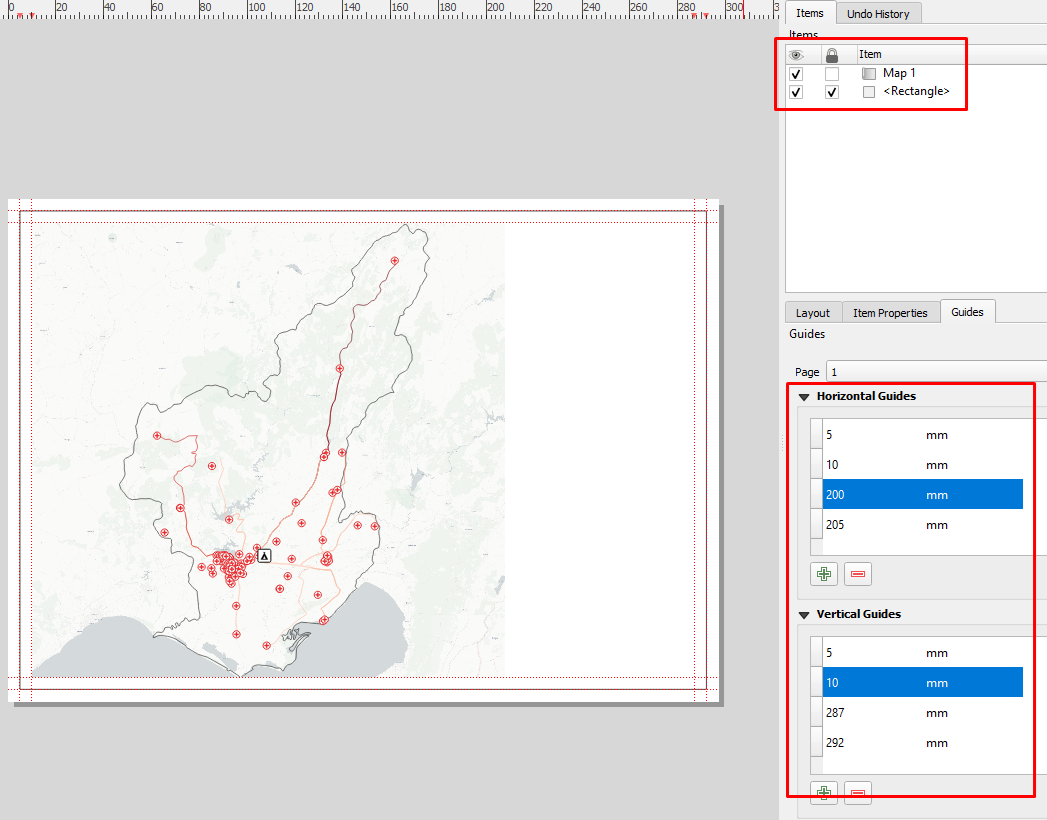 0 20 40 60 80 100 120 140 160 180 200 220 240 260 280 300 3
Items Undo History
Items
Item
Map 1
<Rectangle>
Layout Item Properties Guides
Guides
Page 1
Horizontal Guides
5 mm
10 mm
200 mm
205 mm
Vertical Guides
5 mm
10 mm
287 mm
292 mm